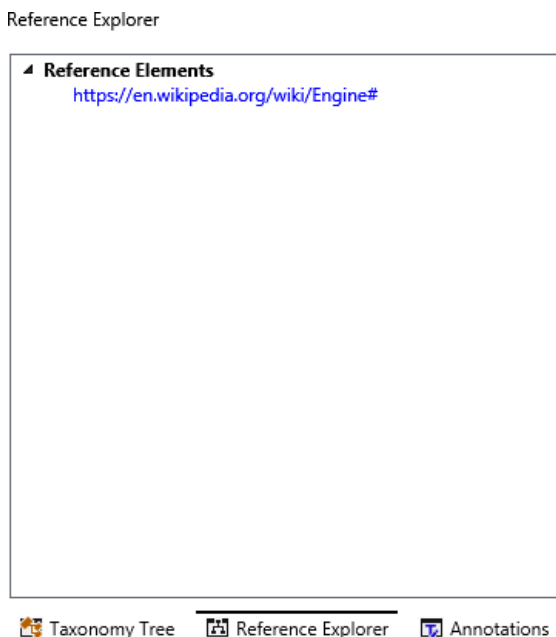 Reference Explorer
Reference Elements
https://en.wikipedia.org/wiki/Engine#
Taxonomy Tree Reference Explorer Annotations